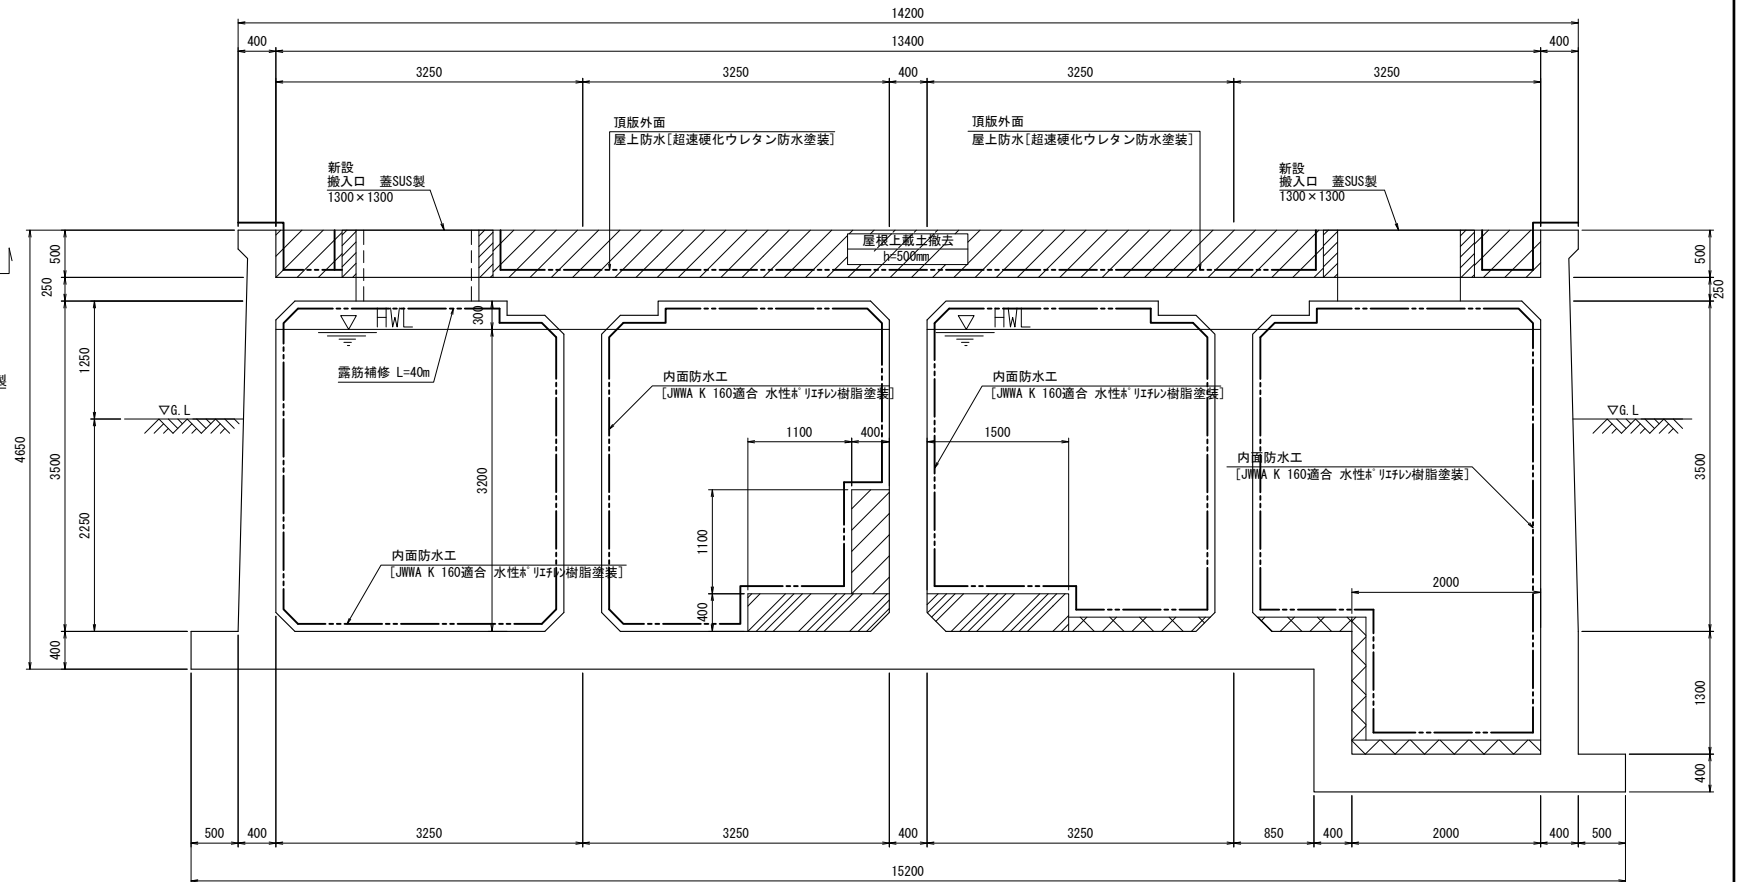 14200
400
13400
400
3250
3250
400
3250
3250
頂版外面
屋上防水[超速硬化ウレタン防水塗装]
頂版外面
屋上防水[超速硬化ウレタン防水塗装]
新設
搬入口　蓋SUS製
1300×1300
新設
搬入口　蓋SUS製
1300×1300
屋根上載土撤去
h=500mm
500
250
500
250
HWL
300
HWL
1250
露筋補修 L=40m
製
内面防水工
[JWWA K 160適合 水性ﾎﾟﾘｴﾁﾚﾝ樹脂塗装]
内面防水工
[JWWA K 160適合 水性ﾎﾟﾘｴﾁﾚﾝ樹脂塗装]
▽G.L
▽G.L
1100
400
1500
4650
3500
3200
3500
内面防水工
[JWWA K 160適合 水性ﾎﾟﾘｴﾁﾚﾝ樹脂塗装]
2250
1100
内面防水工
[JWWA K 160適合 水性ﾎﾟﾘｴﾁﾚﾝ樹脂塗装]
2000
400
400
1300
400
500
400
3250
3250
400
3250
850
400
2000
400
500
15200